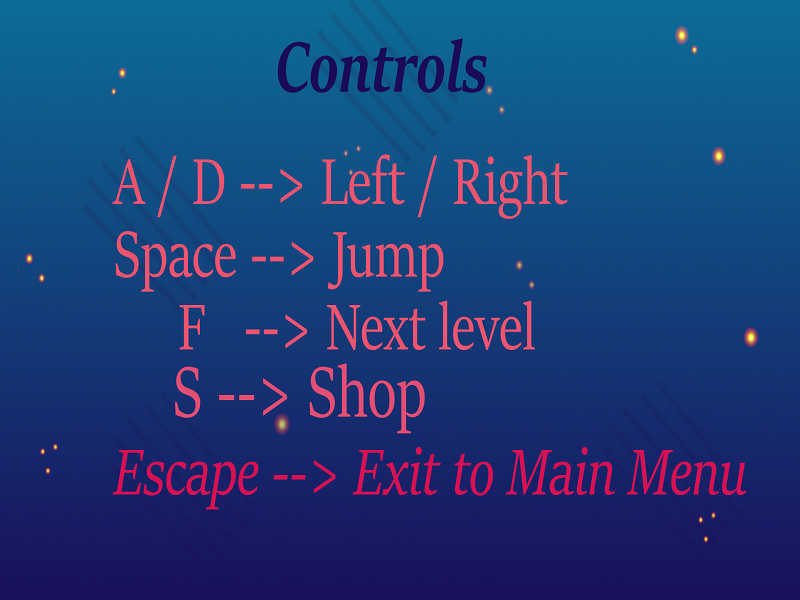 Controls
A / D --> Left / Right
Space --> Jump
F --> Next level
S --> Shop
Escape --> Exit to Main Menu